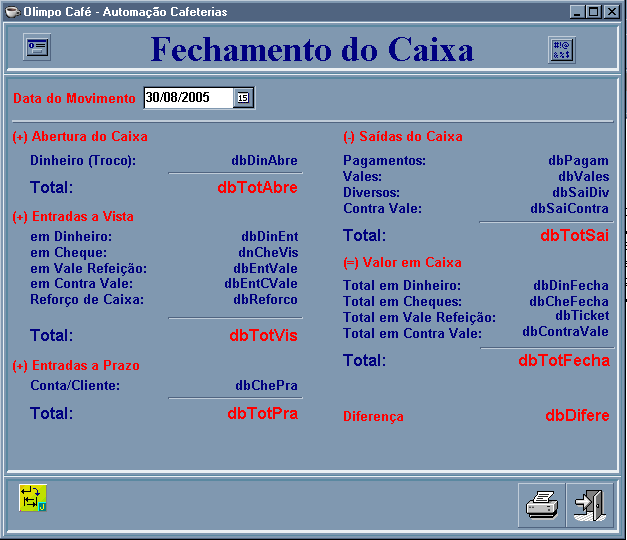 Olimpo Café - Automação Cafeterias
Fechamento do Caixa
#!@
&%$
Data do Movimento 30/08/2005 15
(+) Abertura do Caixa
Dinheiro (Troco): dbDinAbre
Total: dbTotAbre
(+) Entradas a Vista
em Dinheiro: dbDinEnt
em Cheque: dnCheVis
em Vale Refeição: dbEntVale
em Contra Vale: dbEntCVale
Reforço de Caixa: dbReforco
Total: dbTotVis
(+) Entradas a Prazo
Conta/Cliente: dbChePra
Total: dbTotPra
(-) Saídas do Caixa
Pagamentos: dbPagam
Vales: dbVales
Diversos: dbSaiDiv
Contra Vale: dbSaiContra
Total: dbTotSai
(=) Valor em Caixa
Total em Dinheiro: dbDinFecha
Total em Cheques: dbCheFecha
Total em Vale Refeição: dbTicket
Total em Contra Vale: dbContraVale
Total: dbTotFecha
Diferença dbDifere
J